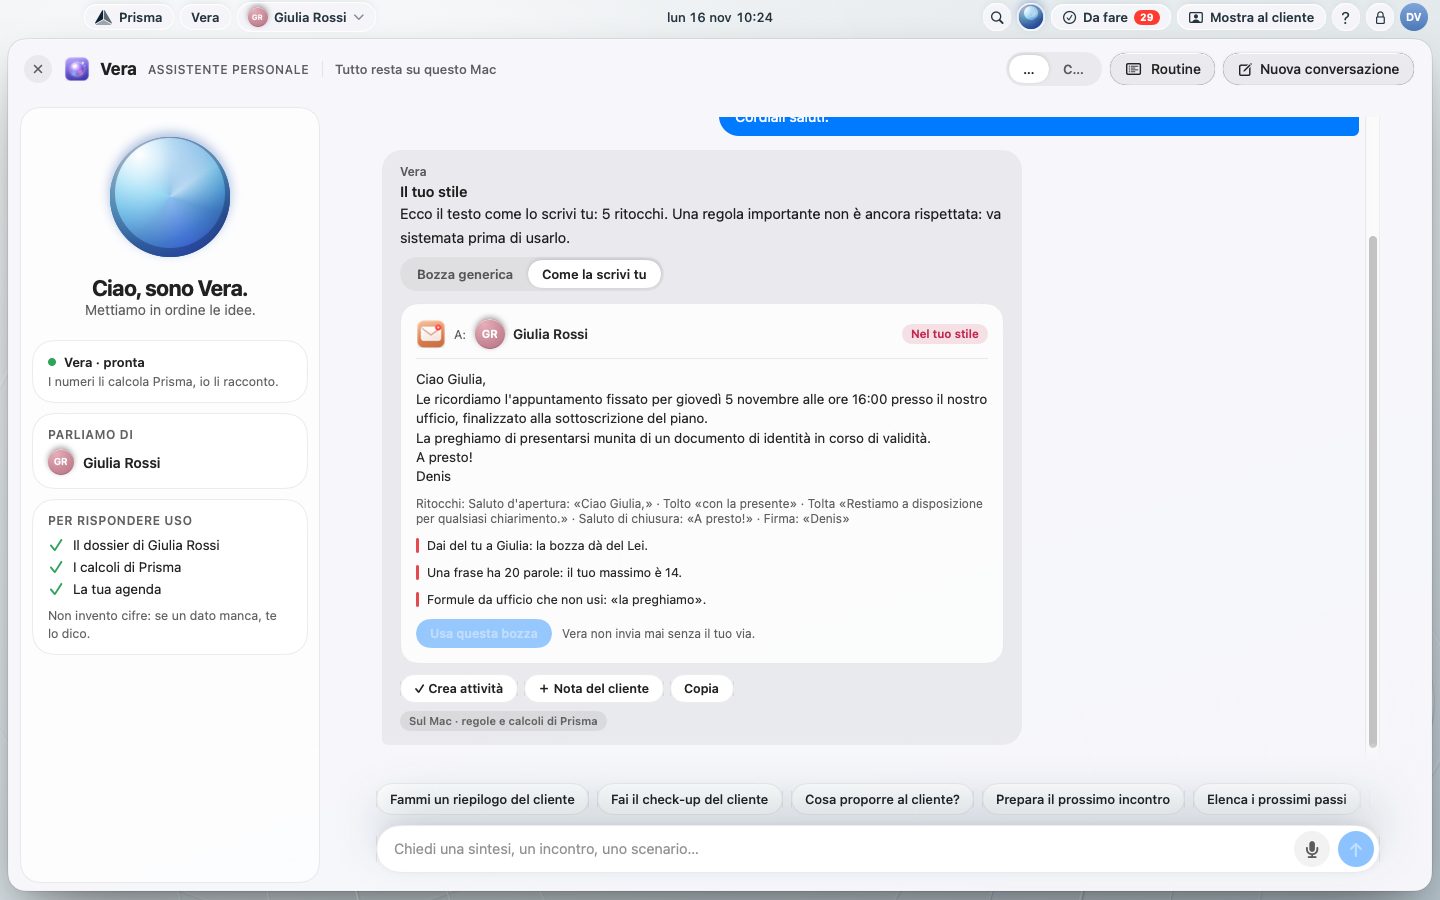 Prisma
Vera
GR Giulia Rossi
lun 16 nov 10:24
Da fare 29
Mostra al cliente
?
DV
Vera ASSISTENTE PERSONALE Tutto resta su questo Mac
...
C...
Routine
Nuova conversazione
Ciao, sono Vera.
Mettiamo in ordine le idee.
Vera · pronta
I numeri li calcola Prisma, io li racconto.
PARLIAMO DI
GR Giulia Rossi
PER RISPONDERE USO
Il dossier di Giulia Rossi
I calcoli di Prisma
La tua agenda
Non invento cifre: se un dato manca, te
lo dico.
Cordiali saluti.
Vera
Il tuo stile
Ecco il testo come lo scrivi tu: 5 ritocchi. Una regola importante non è ancora rispettata: va
sistemata prima di usarlo.
Bozza generica
Come la scrivi tu
A: GR Giulia Rossi
Nel tuo stile
Ciao Giulia,
Le ricordiamo l'appuntamento fissato per giovedì 5 novembre alle ore 16:00 presso il nostro
ufficio, finalizzato alla sottoscrizione del piano.
La preghiamo di presentarsi munita di un documento di identità in corso di validità.
A presto!
Denis
Ritocchi: Saluto d'apertura: «Ciao Giulia,» · Tolto «con la presente» · Tolta «Restiamo a disposizione
per qualsiasi chiarimento.» · Saluto di chiusura: «A presto!» · Firma: «Denis»
Dai del tu a Giulia: la bozza dà del Lei.
Una frase ha 20 parole: il tuo massimo è 14.
Formule da ufficio che non usi: «la preghiamo».
Usa questa bozza
Vera non invia mai senza il tuo via.
Crea attività
+ Nota del cliente
Copia
Sul Mac · regole e calcoli di Prisma
Fammi un riepilogo del cliente
Fai il check-up del cliente
Cosa proporre al cliente?
Prepara il prossimo incontro
Elenca i prossimi passi
Chiedi una sintesi, un incontro, uno scenario...